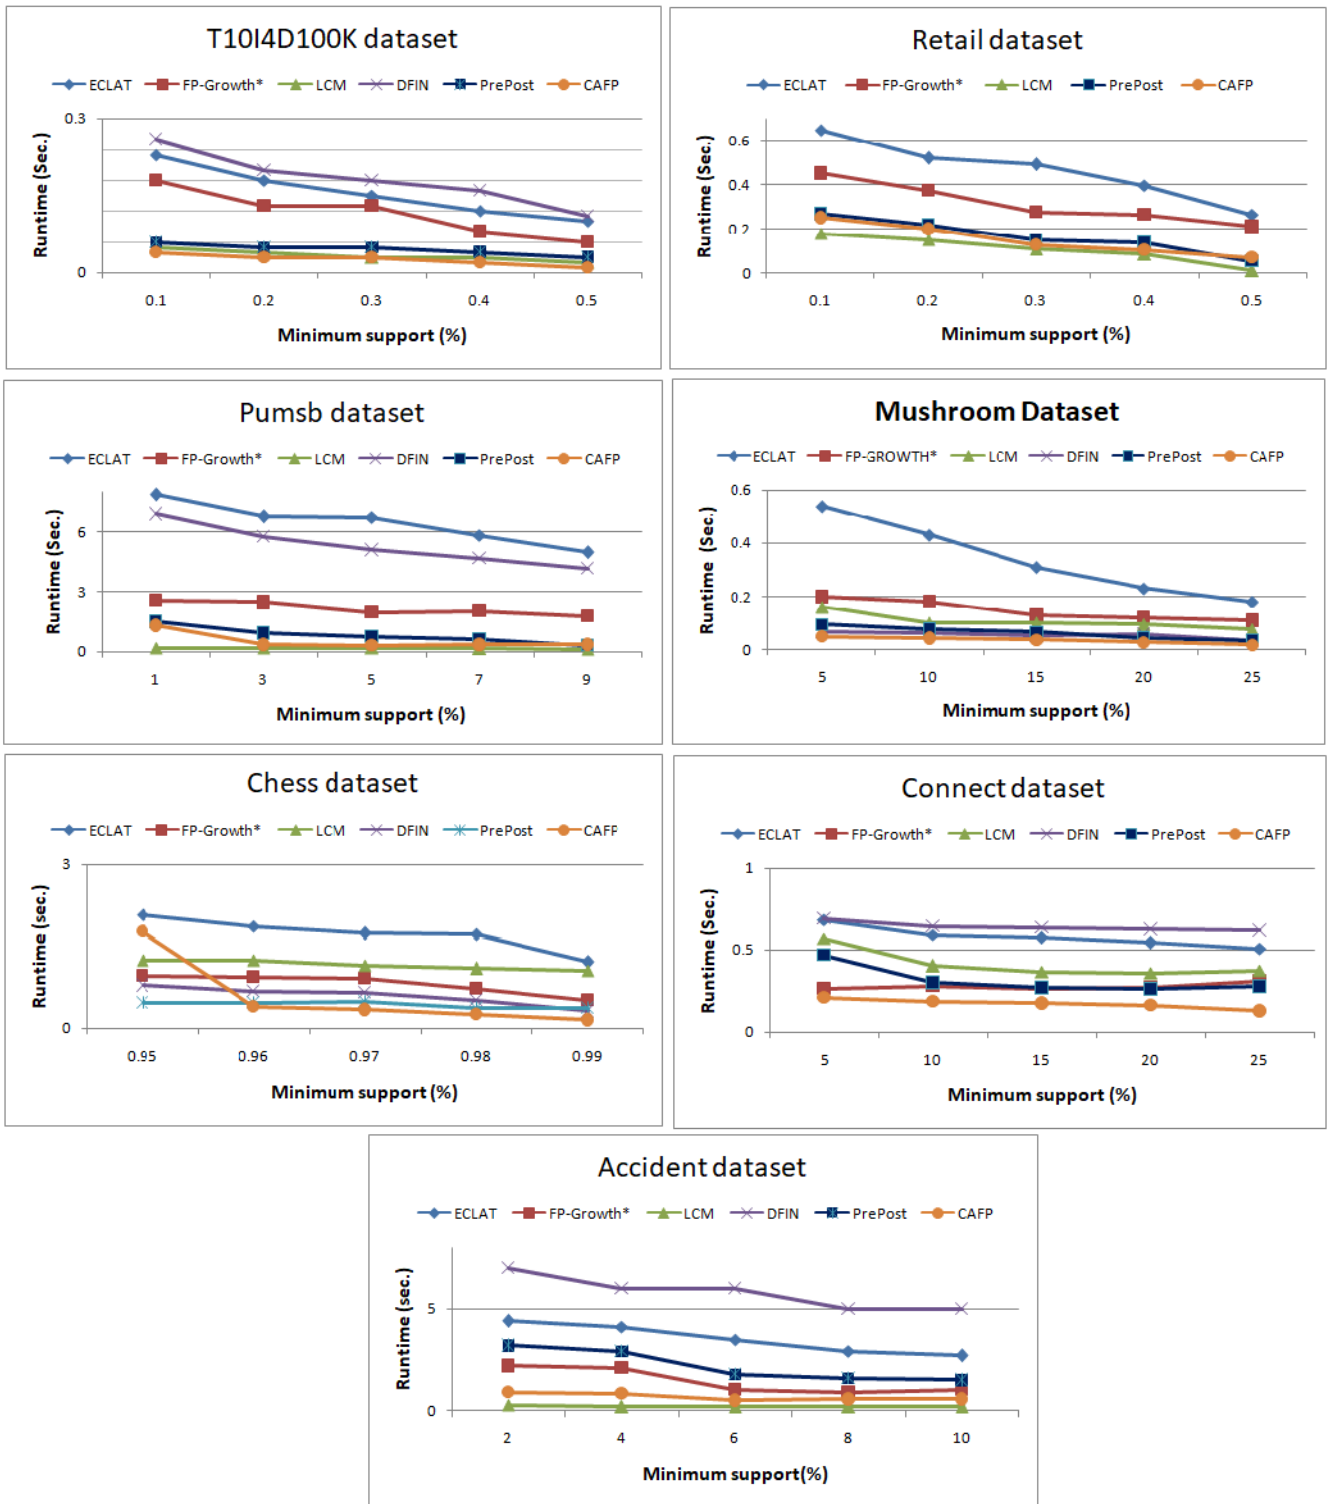 T10I4D100K dataset
ECLAT FP-Growth* LCM DFIN PrePost CAFP
0.3
0
Runtime (Sec.)
0.1 0.2 0.3 0.4 0.5
Minimum support (%)
Retail dataset
ECLAT FP-Growth* LCM PrePost CAFP
0.6
0.4
0.2
0
Runtime (Sec.)
0.1 0.2 0.3 0.4 0.5
Minimum support (%)
Pumsb dataset
ECLAT FP-Growth* LCM DFIN PrePost CAFP
6
3
0
Runtime (Sec.)
1 3 5 7 9
Minimum support (%)
Mushroom Dataset
ECLAT FP-GROWTH* LCM DFIN PrePost CAFP
0.6
0.4
0.2
0
Runtime (Sec.)
5 10 15 20 25
Minimum support (%)
Chess dataset
ECLAT FP-Growth* LCM DFIN PrePost CAFP
3
0
Runtime (sec.)
0.95 0.96 0.97 0.98 0.99
Minimum support (%)
Connect dataset
ECLAT FP-Growth* LCM DFIN PrePost CAFP
1
0.5
0
Runtime (Sec.)
5 10 15 20 25
Minimum support (%)
Accident dataset
ECLAT FP-Growth* LCM DFIN PrePost CAFP
5
0
Runtime (sec.)
2 4 6 8 10
Minimum support(%)